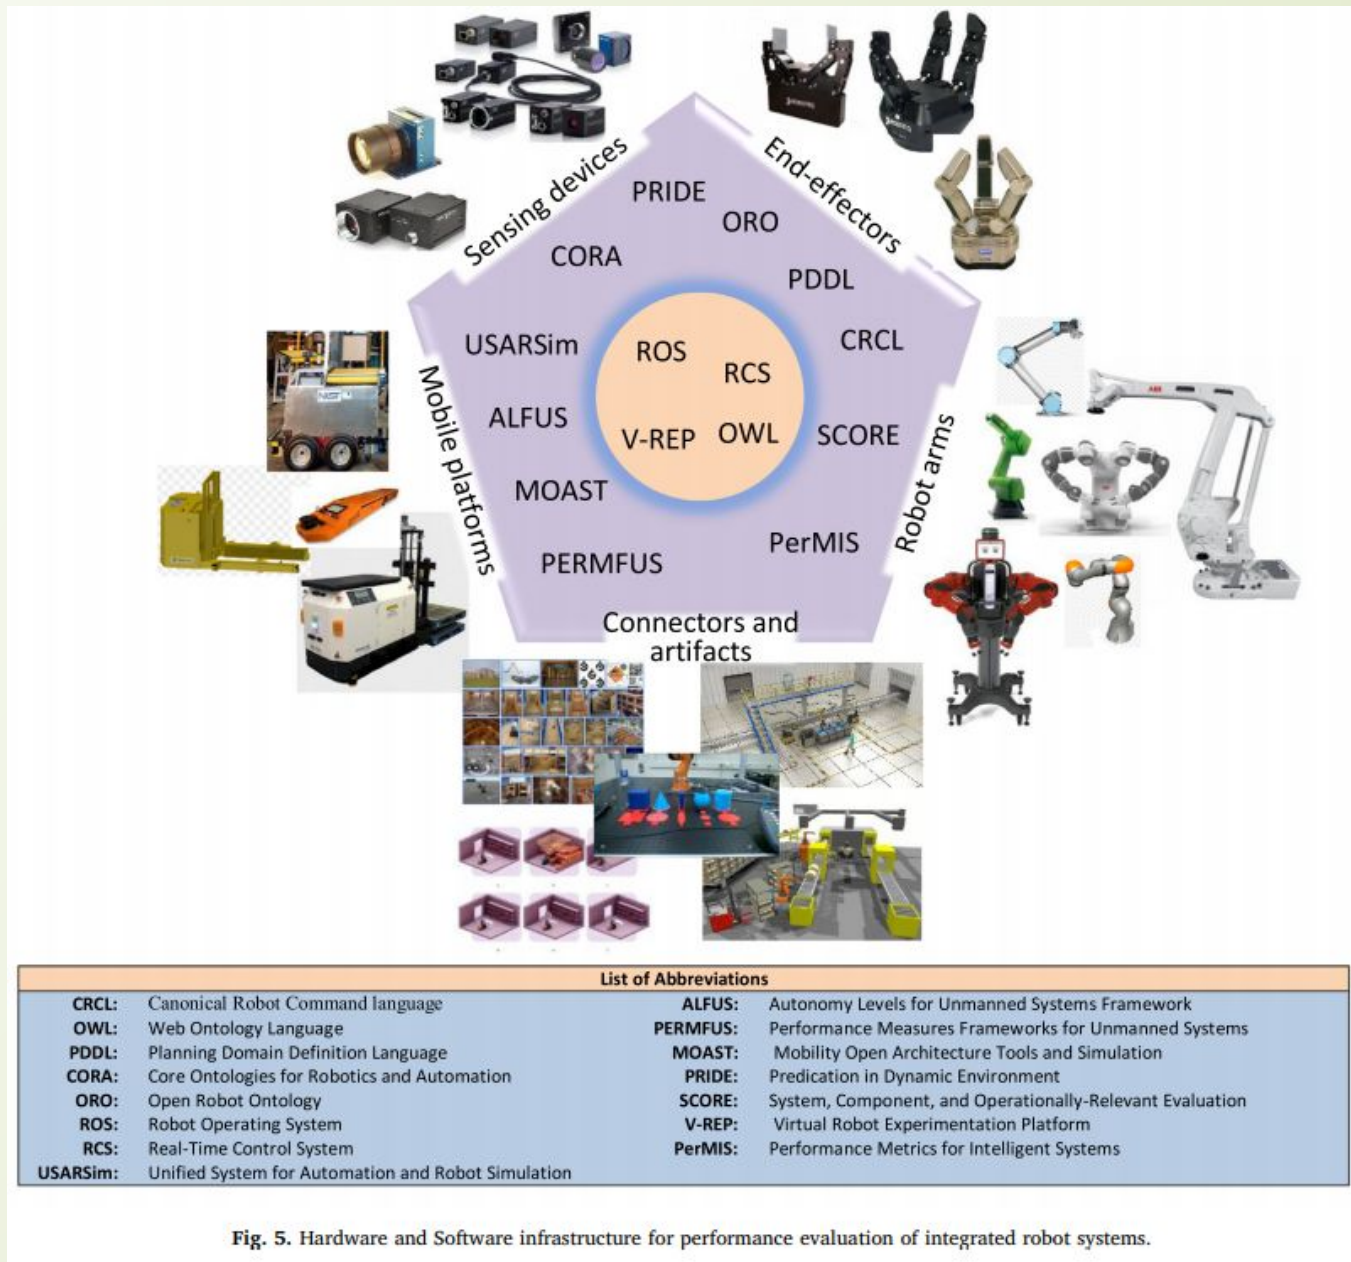 Sensing devices
End-effectors
PRIDE
ORO
CORA
PDDL
USARSim
ROS
CRCL
RCS
ALFUS
V-REP
OWL
SCORE
MOAST
PerMIS
PERMFUS
Mobile platforms
Robot arms
Connectors and
artifacts
NIST
ABB
List of Abbreviations
CRCL: Canonical Robot Command language
OWL: Web Ontology Language
PDDL: Planning Domain Definition Language
CORA: Core Ontologies for Robotics and Automation
ORO: Open Robot Ontology
ROS: Robot Operating System
RCS: Real-Time Control System
USARSim: Unified System for Automation and Robot Simulation
ALFUS: Autonomy Levels for Unmanned Systems Framework
PERMFUS: Performance Measures Frameworks for Unmanned Systems
MOAST: Mobility Open Architecture Tools and Simulation
PRIDE: Predication in Dynamic Environment
SCORE: System, Component, and Operationally-Relevant Evaluation
V-REP: Virtual Robot Experimentation Platform
PerMIS: Performance Metrics for Intelligent Systems
Fig. 5. Hardware and Software infrastructure for performance evaluation of integrated robot systems.